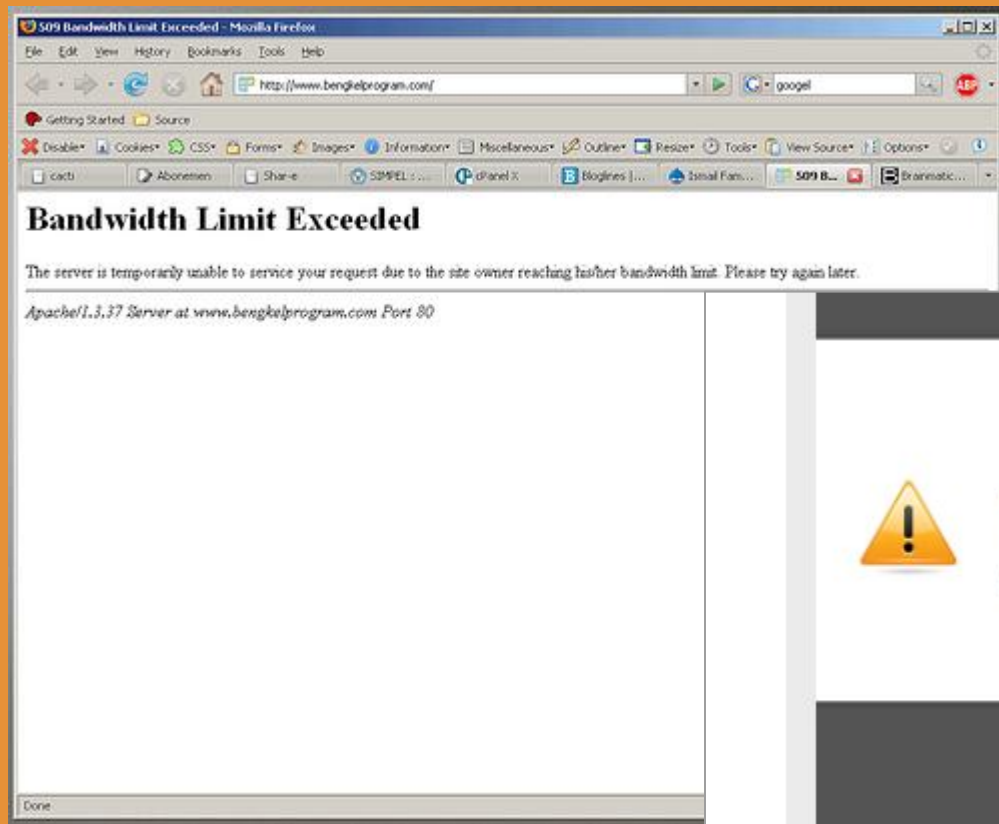 509 Bandwidth Limit Exceeded - Mozilla Firefox
File Edit View History Bookmarks Tools Help
http://www.bengkelprogram.com/ googel ABP
Getting Started Source
Disable Cookies CSS Forms Images Information Miscellaneous Outline Resize Tools View Source Options
cacti Abonemen Shar-e SIMPEL : ... cPanel X Bloglines |... Ismail Fam... 509 B... Brainmatic...
Bandwidth Limit Exceeded
The server is temporarily unable to service your request due to the site owner reaching his/her bandwidth limit. Please try again later.
Apache/1.3.37 Server at www.bengkelprogram.com Port 80
Done